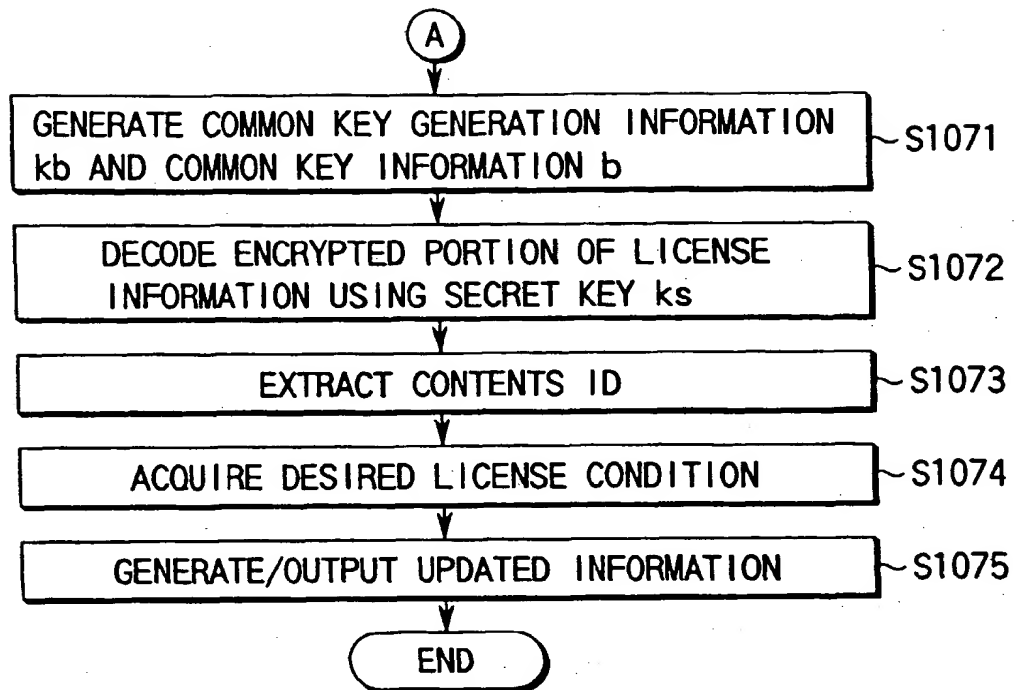 A
GENERATE COMMON KEY GENERATION INFORMATION
kb AND COMMON KEY INFORMATION b
S1071
DECODE ENCRYPTED PORTION OF LICENSE
INFORMATION USING SECRET KEY ks
S1072
EXTRACT CONTENTS ID
S1073
ACQUIRE DESIRED LICENSE CONDITION
S1074
GENERATE/OUTPUT UPDATED INFORMATION
S1075
END